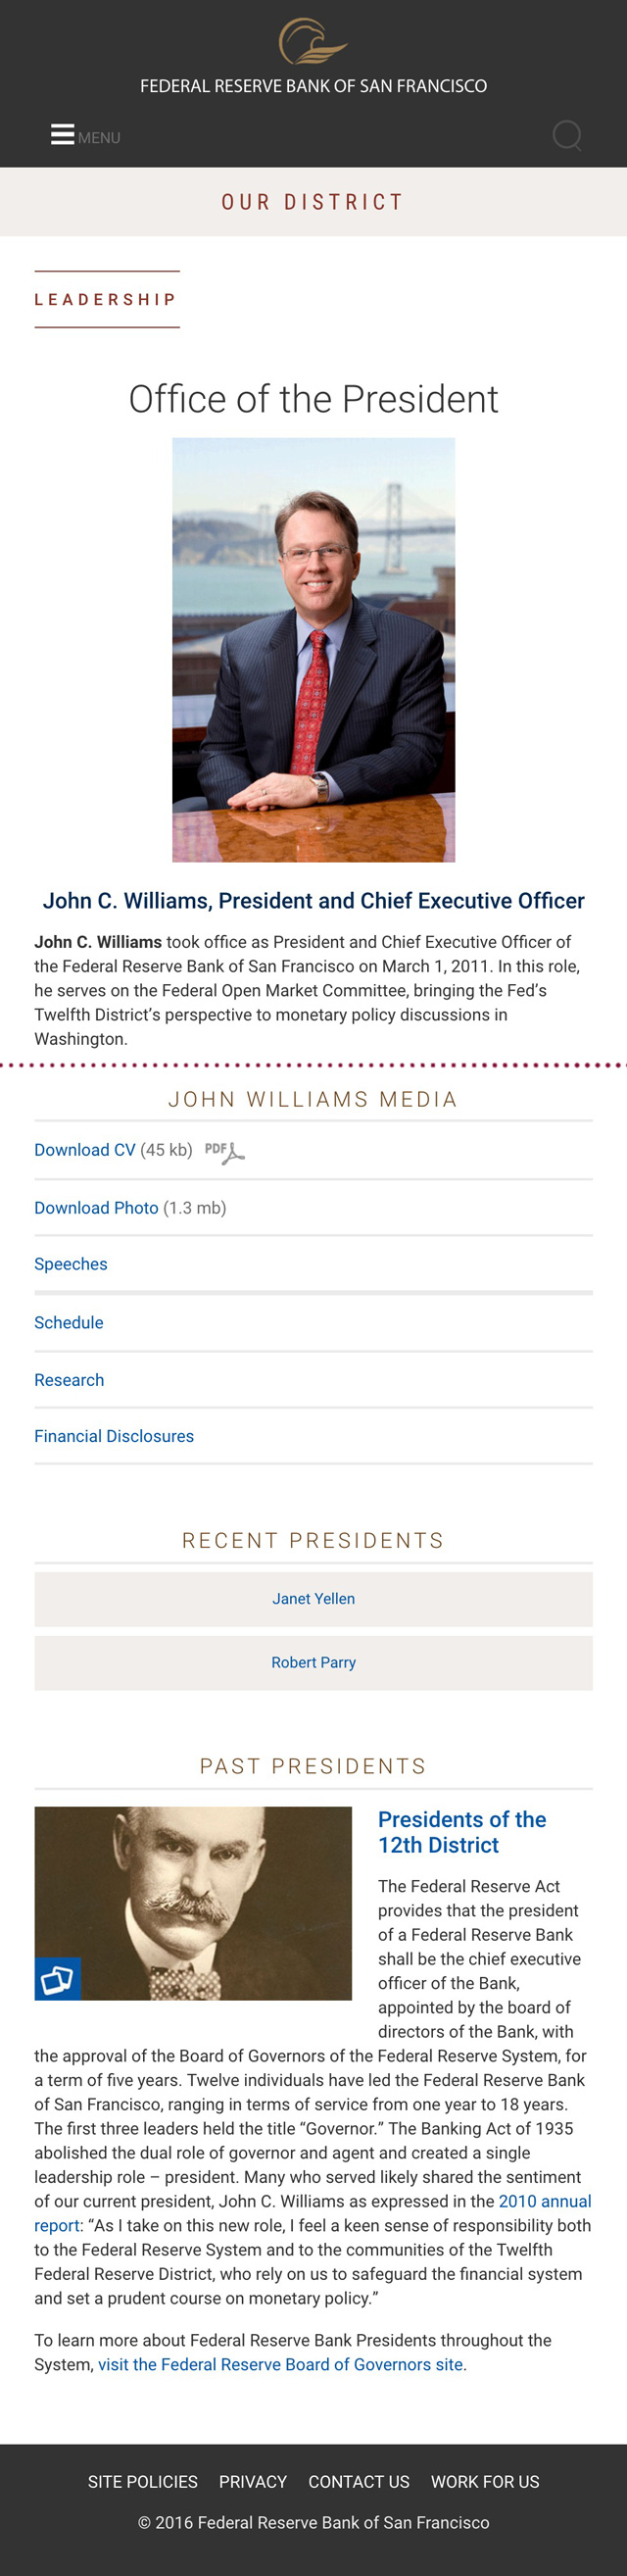 FEDERAL RESERVE BANK OF SAN FRANCISCO
MENU
OUR DISTRICT
LEADERSHIP
Office of the President
John C. Williams, President and Chief Executive Officer
John C. Williams took office as President and Chief Executive Officer of
the Federal Reserve Bank of San Francisco on March 1, 2011. In this role,
he serves on the Federal Open Market Committee, bringing the Fed’s
Twelfth District’s perspective to monetary policy discussions in
Washington.
JOHN WILLIAMS MEDIA
Download CV (45 kb) PDF
Download Photo (1.3 mb)
Speeches
Schedule
Research
Financial Disclosures
RECENT PRESIDENTS
Janet Yellen
Robert Parry
PAST PRESIDENTS
Presidents of the
12th District
The Federal Reserve Act
provides that the president
of a Federal Reserve Bank
shall be the chief executive
officer of the Bank,
appointed by the board of
directors of the Bank, with
the approval of the Board of Governors of the Federal Reserve System, for
a term of five years. Twelve individuals have led the Federal Reserve Bank
of San Francisco, ranging in terms of service from one year to 18 years.
The first three leaders held the title “Governor.” The Banking Act of 1935
abolished the dual role of governor and agent and created a single
leadership role – president. Many who served likely shared the sentiment
of our current president, John C. Williams as expressed in the 2010 annual
report: “As I take on this new role, I feel a keen sense of responsibility both
to the Federal Reserve System and to the communities of the Twelfth
Federal Reserve District, who rely on us to safeguard the financial system
and set a prudent course on monetary policy.”
To learn more about Federal Reserve Bank Presidents throughout the
System, visit the Federal Reserve Board of Governors site.
SITE POLICIES PRIVACY CONTACT US WORK FOR US
© 2016 Federal Reserve Bank of San Francisco